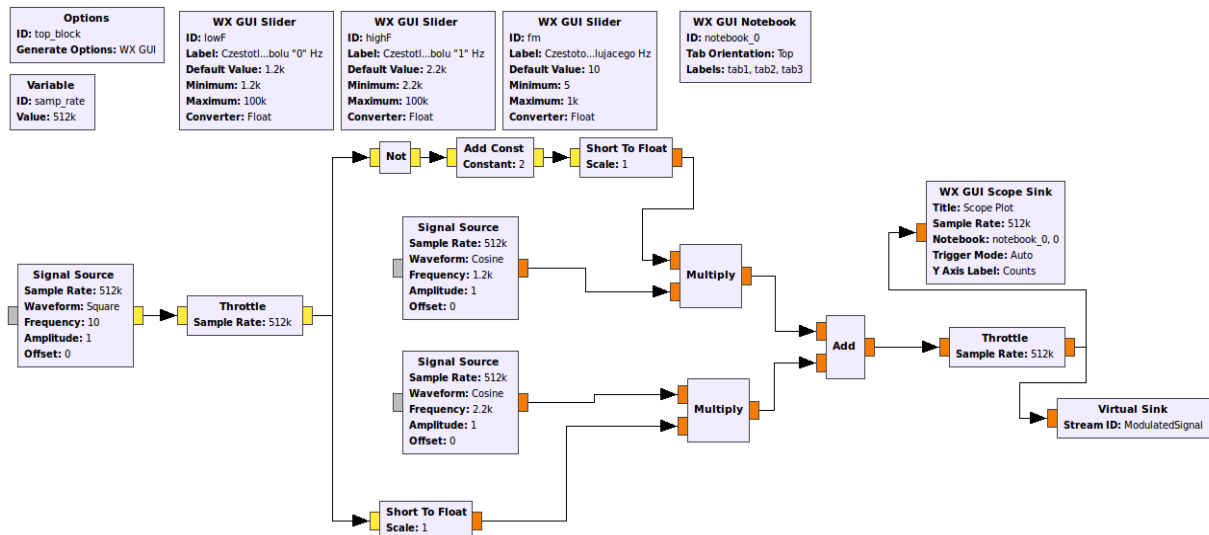 Options
ID: top_block
Generate Options: WX GUI
Variable
ID: samp_rate
Value: 512k
WX GUI Slider
ID: lowF
Label: Czestotl...bolu "0" Hz
Default Value: 1.2k
Minimum: 1.2k
Maximum: 100k
Converter: Float
WX GUI Slider
ID: highF
Label: Czestotl...bolu "1" Hz
Default Value: 2.2k
Minimum: 2.2k
Maximum: 100k
Converter: Float
WX GUI Slider
ID: fm
Label: Czestoto...lujacego Hz
Default Value: 10
Minimum: 5
Maximum: 1k
Converter: Float
WX GUI Notebook
ID: notebook_0
Tab Orientation: Top
Labels: tab1, tab2, tab3
Not
Add Const
Constant: 2
Short To Float
Scale: 1
Signal Source
Sample Rate: 512k
Waveform: Square
Frequency: 10
Amplitude: 1
Offset: 0
Throttle
Sample Rate: 512k
Signal Source
Sample Rate: 512k
Waveform: Cosine
Frequency: 1.2k
Amplitude: 1
Offset: 0
Multiply
Signal Source
Sample Rate: 512k
Waveform: Cosine
Frequency: 2.2k
Amplitude: 1
Offset: 0
Multiply
Add
Throttle
Sample Rate: 512k
WX GUI Scope Sink
Title: Scope Plot
Sample Rate: 512k
Notebook: notebook_0, 0
Trigger Mode: Auto
Y Axis Label: Counts
Virtual Sink
Stream ID: ModulatedSignal
Short To Float
Scale: 1